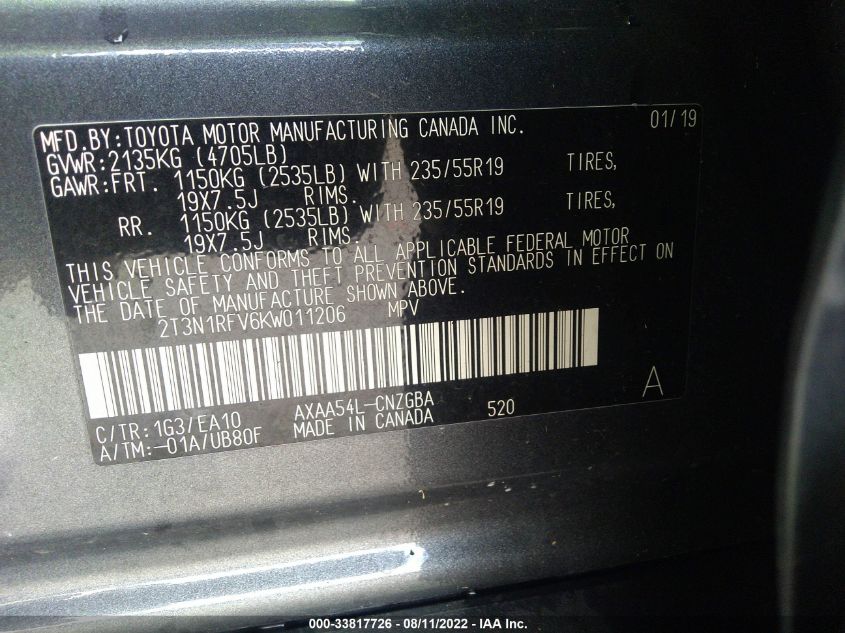 MFD.BY:TOYOTA MOTOR MANUFACTURING CANADA INC. 01/19
GVWR:2135KG (4705LB)
GAWR:FRT. 1150KG (2535LB) WITH 235/55R19 TIRES,
19X7.5J RIMS.
RR. 1150KG (2535LB) WITH 235/55R19 TIRES,
19X7.5J RIMS.
THIS VEHICLE CONFORMS TO ALL APPLICABLE FEDERAL MOTOR
VEHICLE SAFETY AND THEFT PREVENTION STANDARDS IN EFFECT ON
THE DATE OF MANUFACTURE SHOWN ABOVE.
2T3N1RFV6KW011206 MPV
C/TR:1G3/EA10 AXAA54L-CNZGBA 520 A
A/TM:-01A/UB80F MADE IN CANADA
000-33817726 - 08/11/2022 - IAA Inc.